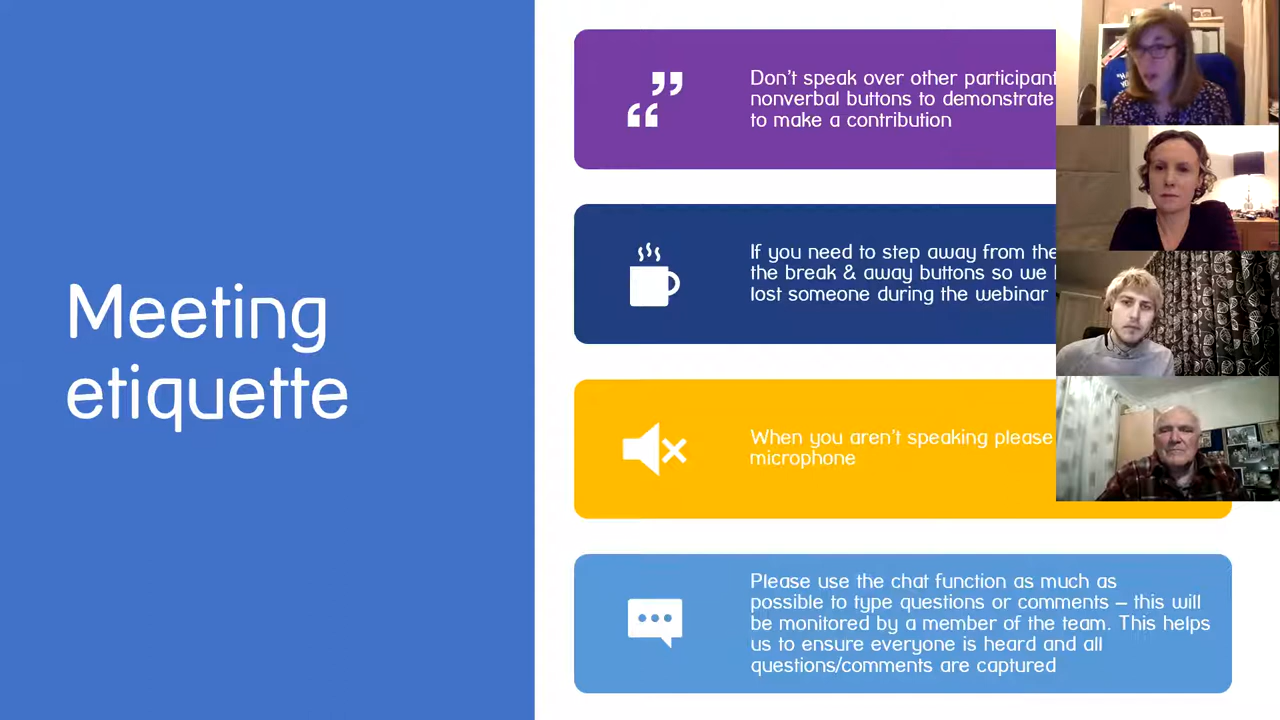 Meeting
etiquette
Don't speak over other participant
nonverbal buttons to demonstrate
to make a contribution
If you need to step away from the
the break & away buttons so we
lost someone during the webinar
When you aren't speaking please
microphone
Please use the chat function as much as
possible to type questions or comments – this will
be monitored by a member of the team. This helps
us to ensure everyone is heard and all
questions/comments are captured